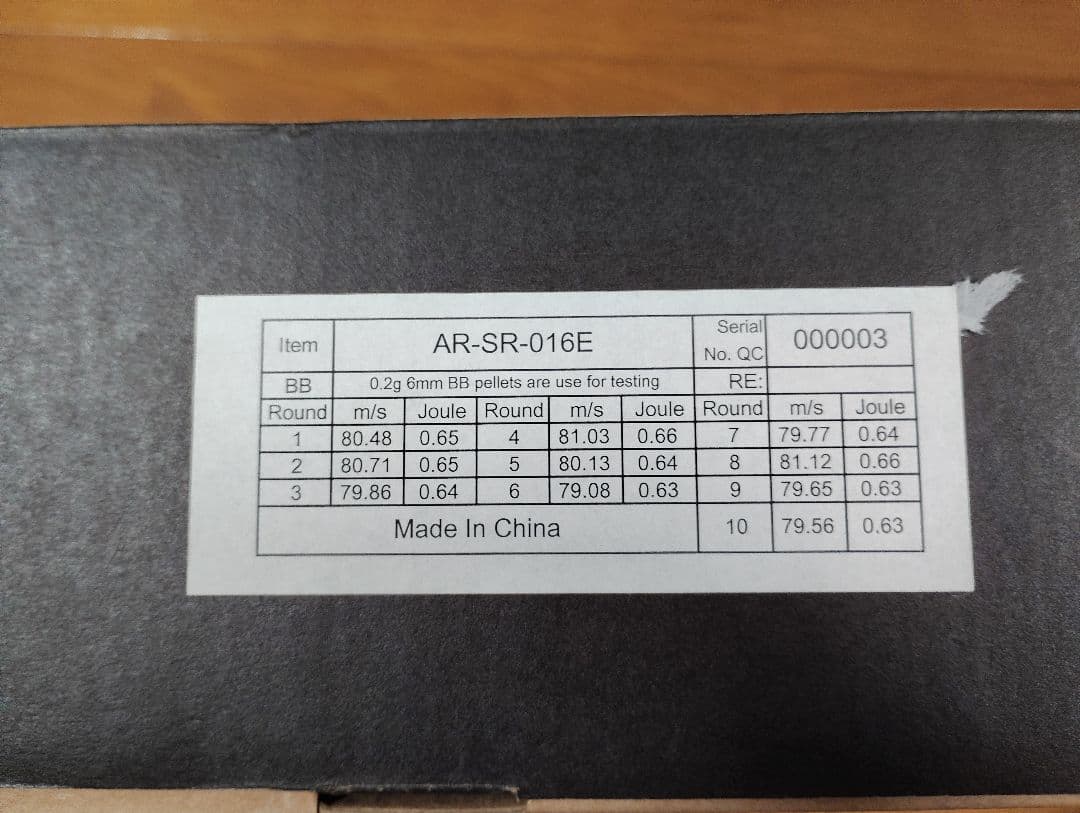 Item AR-SR-016E Serial No. QC 000003
BB 0.2g 6mm BB pellets are use for testing RE:
Round m/s Joule Round m/s Joule Round m/s Joule
1 80.48 0.65 4 81.03 0.66 7 79.77 0.64
2 80.71 0.65 5 80.13 0.64 8 81.12 0.66
3 79.86 0.64 6 79.08 0.63 9 79.65 0.63
Made In China 10 79.56 0.63